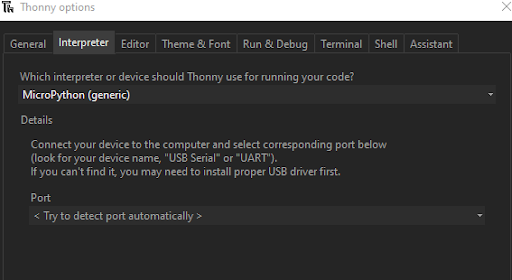 Thonny options
General Interpreter Editor Theme & Font Run & Debug Terminal Shell Assistant
Which interpreter or device should Thonny use for running your code?
MicroPython (generic)
Details
Connect your device to the computer and select corresponding port below
(look for your device name, "USB Serial" or "UART").
If you can't find it, you may need to install proper USB driver first.
Port
< Try to detect port automatically >